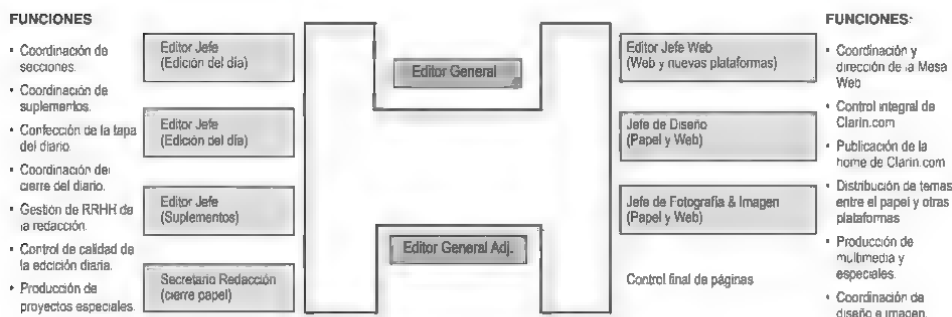 FUNCIONES
• Coordinación de
secciones.
• Coordinación de
suplementos.
• Confección de la tapa
del diario.
• Coordinación del
cierre del diario.
• Gestión de RRHH de
la redacción.
• Control de calidad de
la edcición diaria.
• Producción de
proyectos especiales.
Editor Jefe
(Edición del día)
Editor Jefe
(Edición del día)
Editor Jefe
(Suplementos)
Secretario Redacción
(cierre papel)
Editor General
Editor General Adj.
Editor Jefe Web
(Web y nuevas plataformas)
Jefe de Diseño
(Papel y Web)
Jefe de Fotografía & Imagen
(Papel y Web)
Control final de páginas
FUNCIONES:
• Coordinación y
dirección de la Mesa
Web
• Control integral de
Clarin.com
• Publicación de la
home de Clarin.com
• Distribución de temas
entre el papel y otras
plataformas
• Producción de
multimedia y
especiales.
• Coordinación de
diseño e imagen.